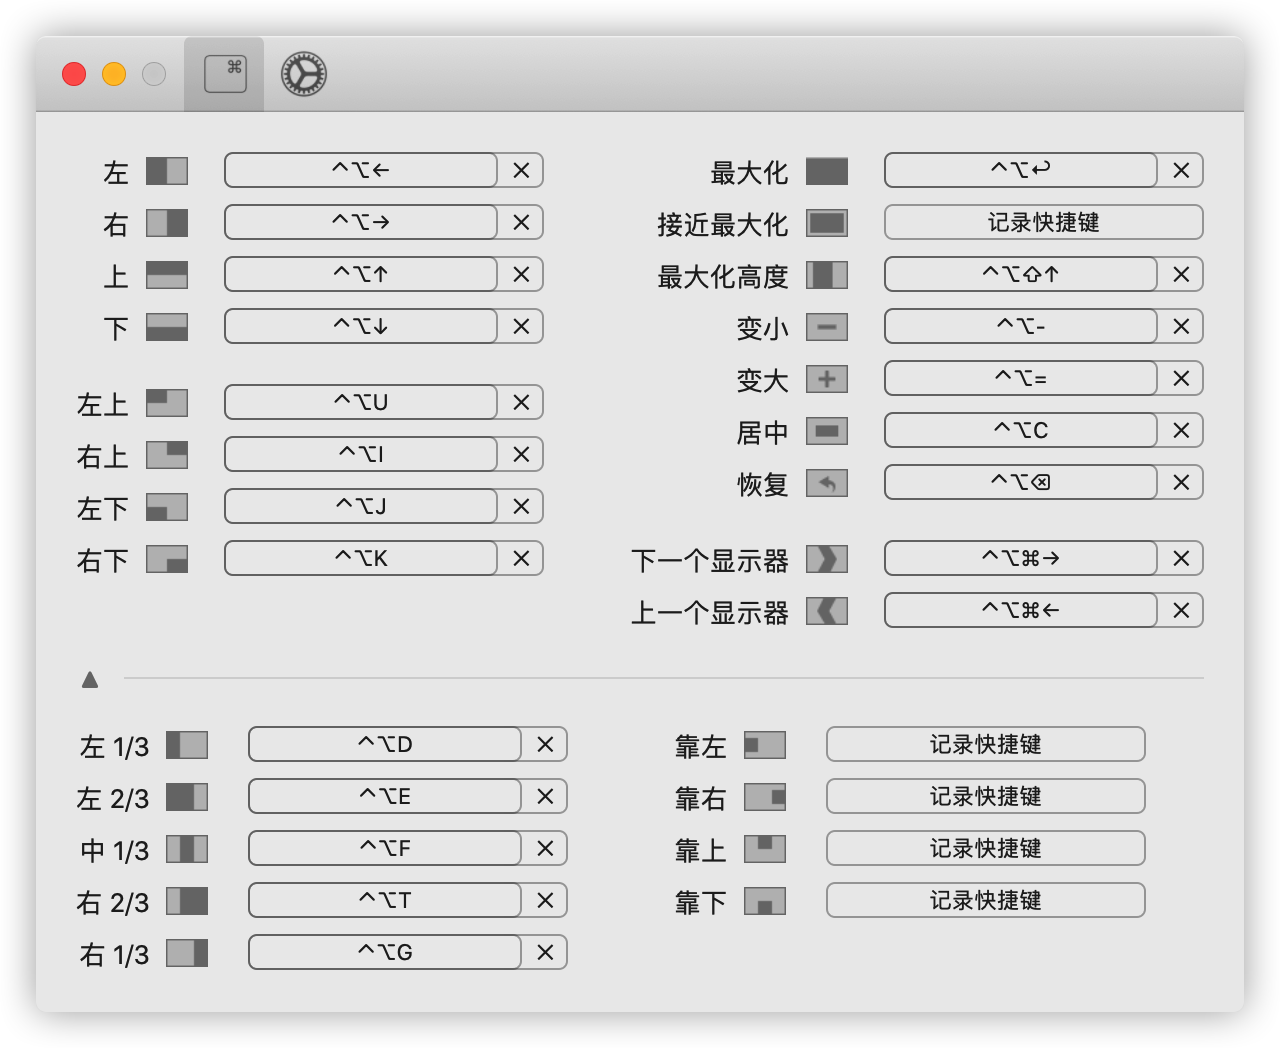 ⌘
左 ^⌥←
右 ^⌥→
上 ^⌥↑
下 ^⌥↓
左上 ^⌥U
右上 ^⌥I
左下 ^⌥J
右下 ^⌥K
最大化 ^⌥↩
接近最大化 记录快捷键
最大化高度 ^⌥⇧↑
变小 ^⌥-
变大 ^⌥=
居中 ^⌥C
恢复 ^⌥⌫
下一个显示器 ^⌥⌘→
上一个显示器 ^⌥⌘←
左 1/3 ^⌥D
左 2/3 ^⌥E
中 1/3 ^⌥F
右 2/3 ^⌥T
右 1/3 ^⌥G
靠左 记录快捷键
靠右 记录快捷键
靠上 记录快捷键
靠下 记录快捷键